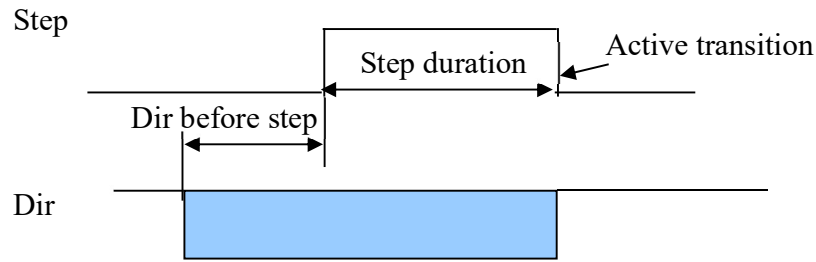 Step
Active transition
Step duration
Dir before step
Dir